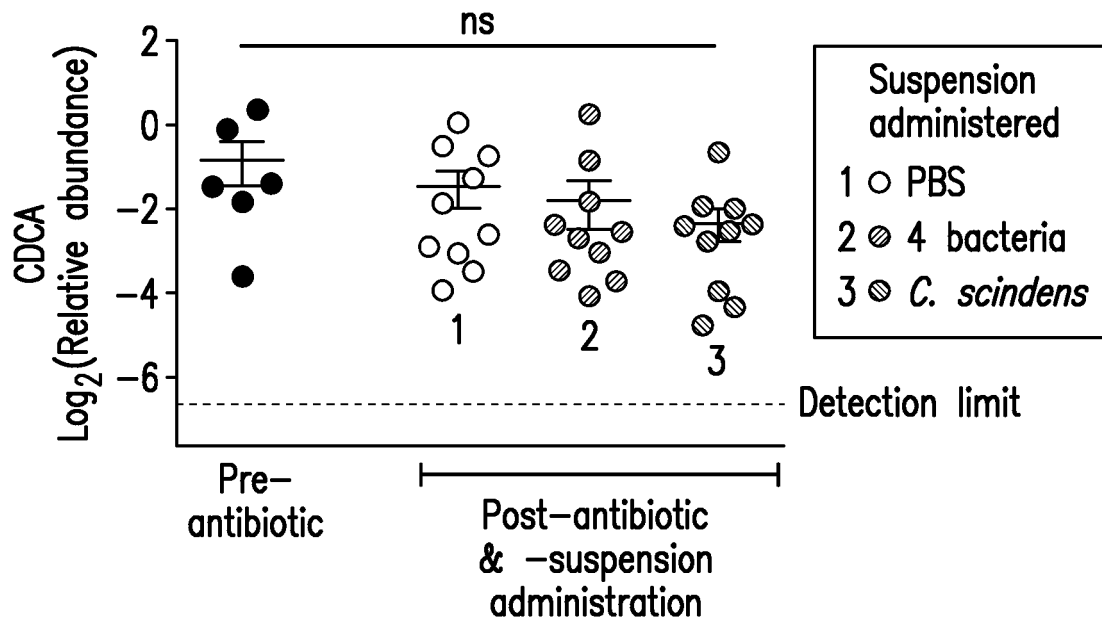 ns
2
0
−2
−4
−6
CDCA
Log₂(Relative abundance)
1
2
3
Detection limit
Pre−
antibiotic
Post−antibiotic
& −suspension
administration
Suspension
administered
1 PBS
2 4 bacteria
3 C. scindens